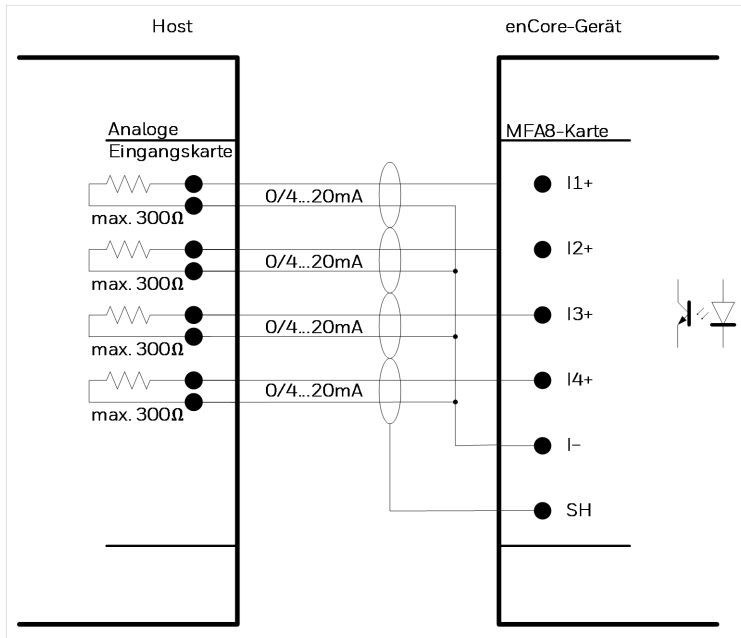 Host
enCore-Gerät
Analoge
Eingangskarte
MFA8-Karte
0/4...20mA
I1+
max. 300Ω
0/4...20mA
I2+
max. 300Ω
0/4...20mA
I3+
max. 300Ω
0/4...20mA
I4+
max. 300Ω
I-
SH